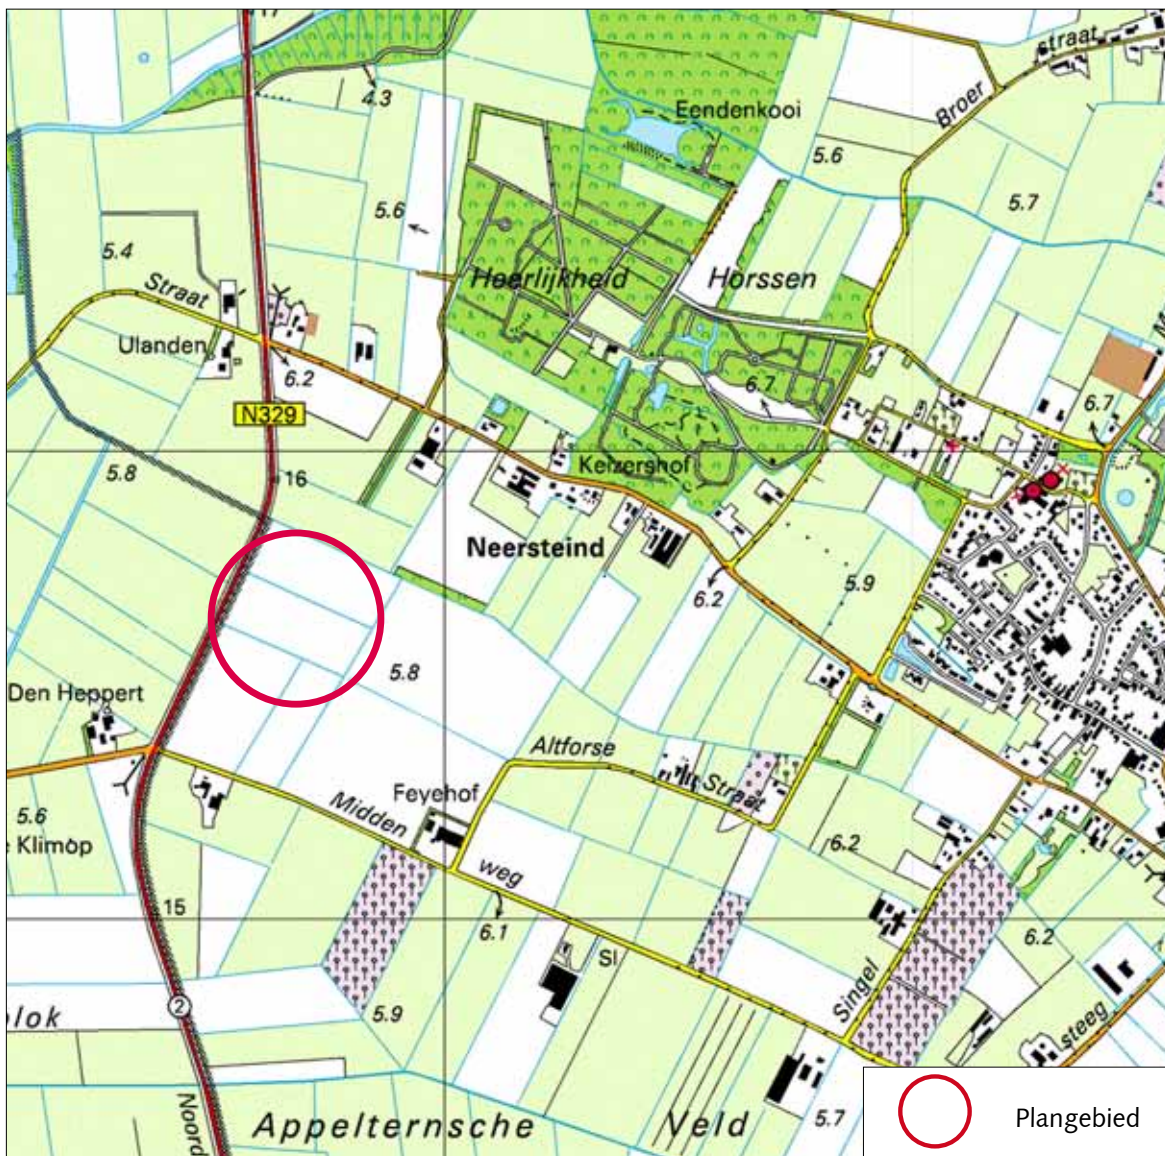 17
straat
4.3
Eendenkooi
Broer
5.6
5.7
5.6
5.4
Heerlijkheid Horssen
Straat
Ulanden
6.2
6.7
N329
6.7
Keizershof
5.8
16
Neersteind
6.2
5.9
5.8
Den Heppert
Altforse
Straat
Feyehof
Midden
weg
5.6
Klimop
6.2
15
6.1
6.2
Sl
Singel
2
5.9
lok
steeg
Noord
Appelternsche Veld
5.7
Plangebied